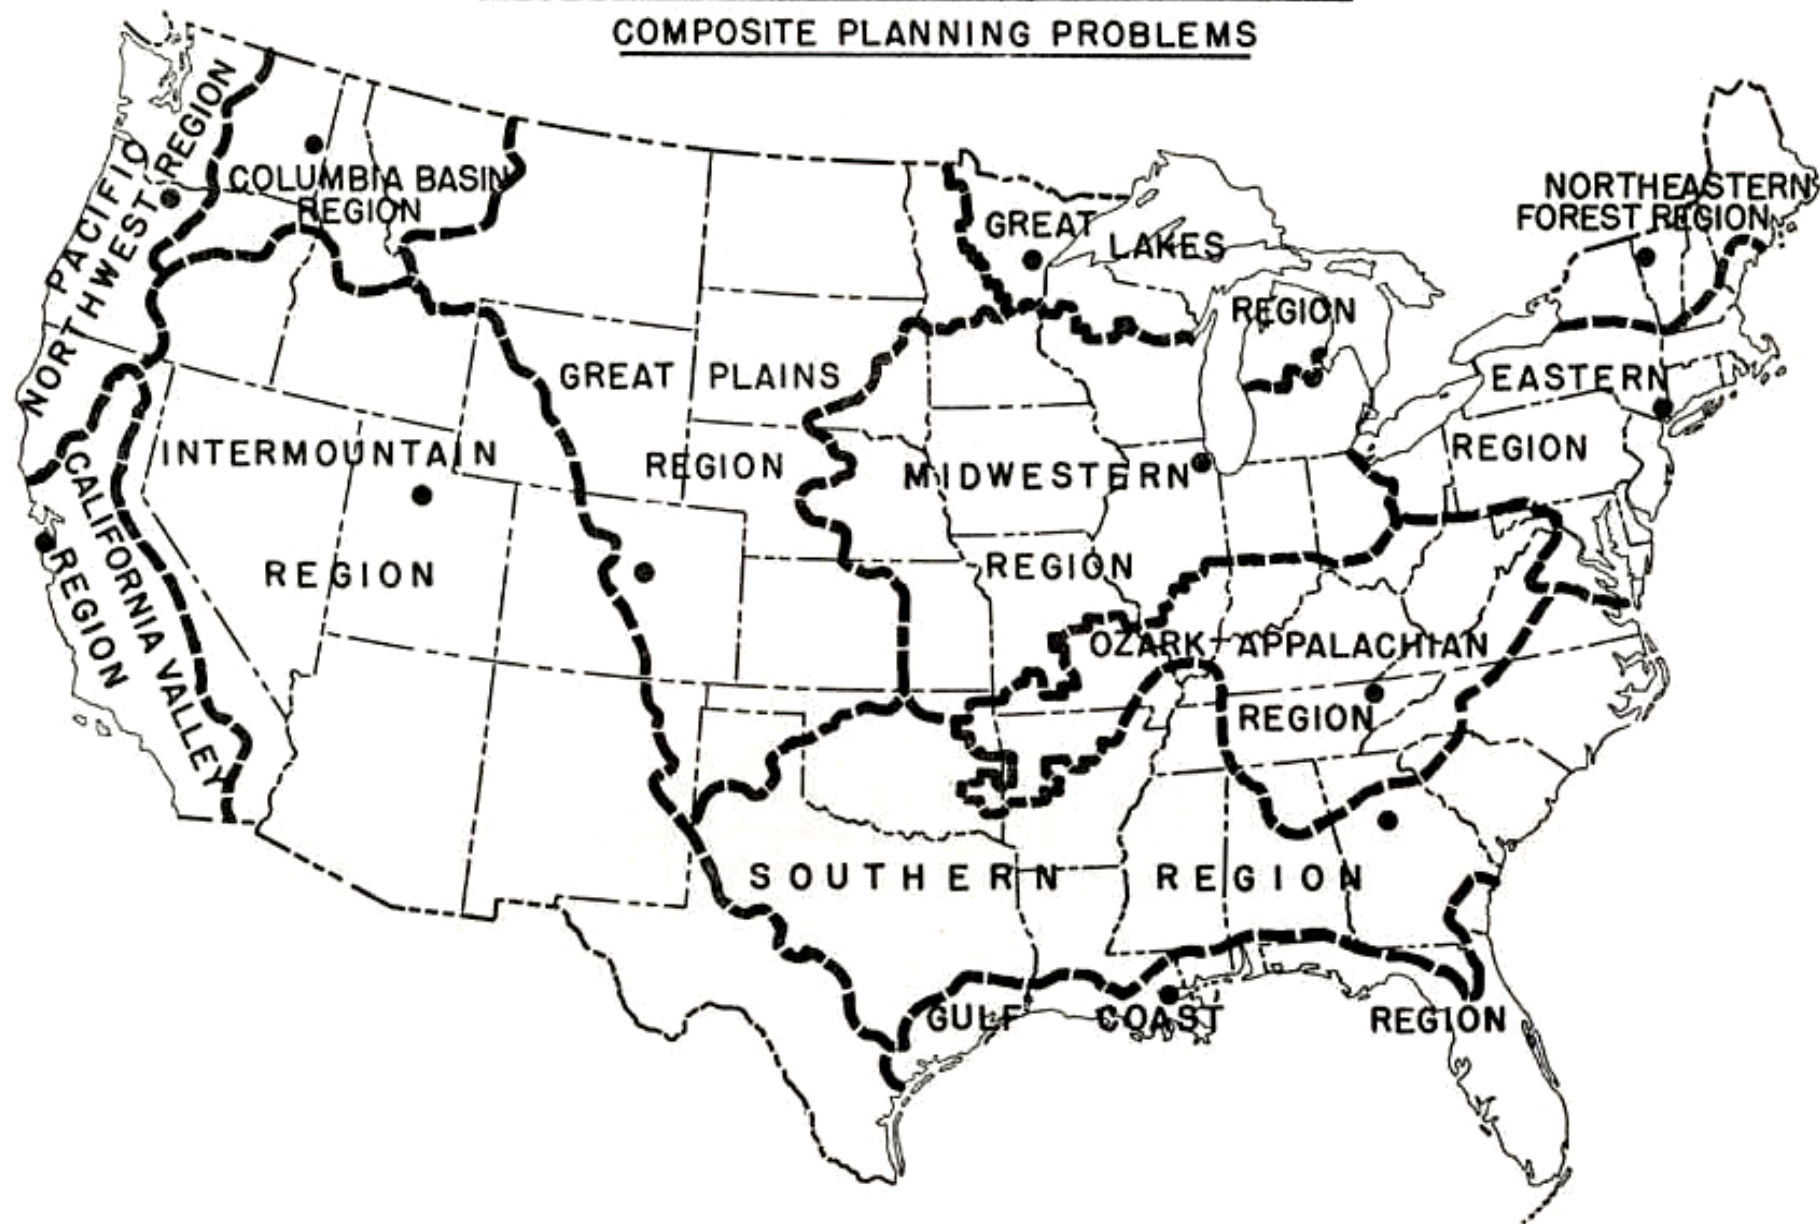 COMPOSITE PLANNING PROBLEMS
PACIFIC
NORTHWEST REGION
COLUMBIA BASIN
REGION
GREAT
LAKES
REGION
NORTHEASTERN
FOREST REGION
GREAT PLAINS
REGION
EASTERN
REGION
INTERMOUNTAIN
REGION
MIDWESTERN
REGION
CALIFORNIA VALLEY
REGION
OZARK-APPALACHIAN
REGION
SOUTHERN REGION
GULF COAST REGION